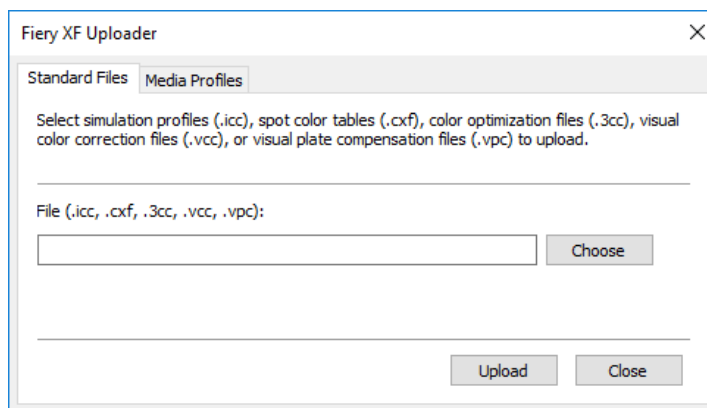 Fiery XF Uploader
Standard Files
Media Profiles
Select simulation profiles (.icc), spot color tables (.cxf), color optimization files (.3cc), visual
color correction files (.vcc), or visual plate compensation files (.vpc) to upload.
File (.icc, .cxf, .3cc, .vcc, .vpc):
Choose
Upload
Close